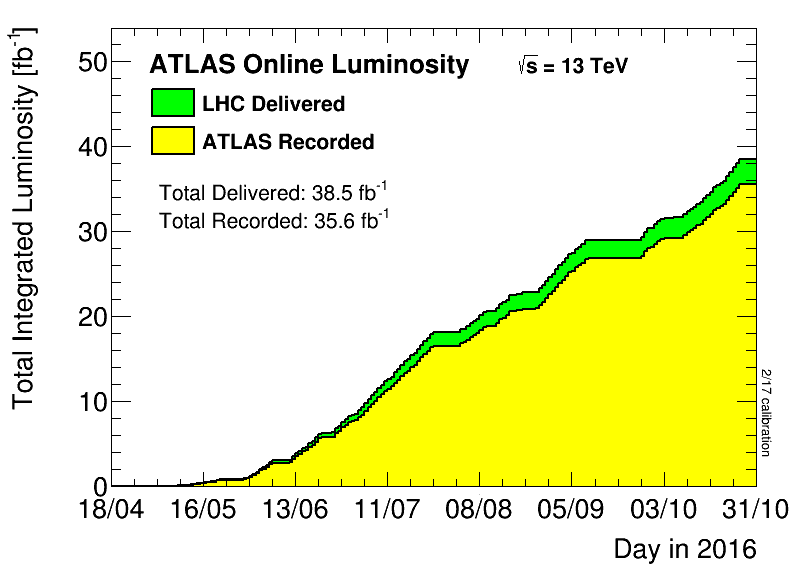 ATLAS Online Luminosity √s = 13 TeV
LHC Delivered
ATLAS Recorded
Total Delivered: 38.5 fb⁻¹
Total Recorded: 35.6 fb⁻¹
Total Integrated Luminosity [fb⁻¹]
50
40
30
20
10
0
18/04 16/05 13/06 11/07 08/08 05/09 03/10 31/10
Day in 2016
2/17 calibration